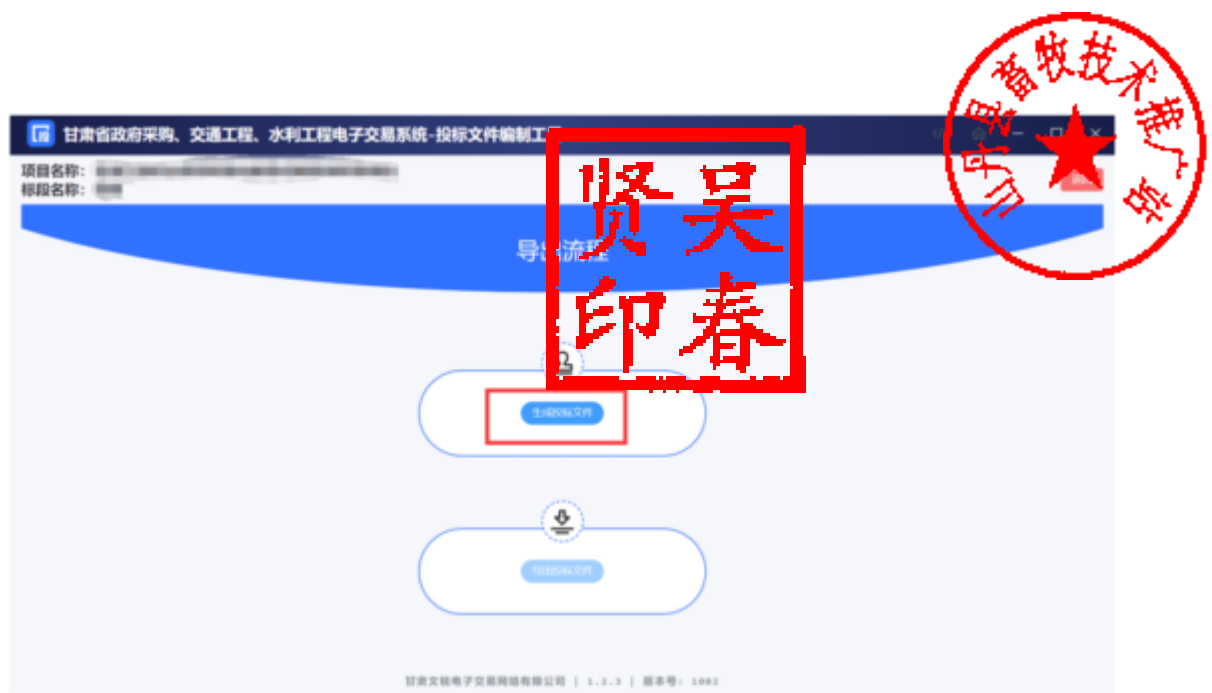 山丹县畜牧技术推广站
甘肃省政府采购、交通工程、水利工程电子交易系统-投标文件编制工具
项目名称：
标段名称：
吴春贤印
导出流程
生成投标文件
导出投标文件
甘肃文锐电子交易网络有限公司 | 1.2.3 | 版本号: 1002